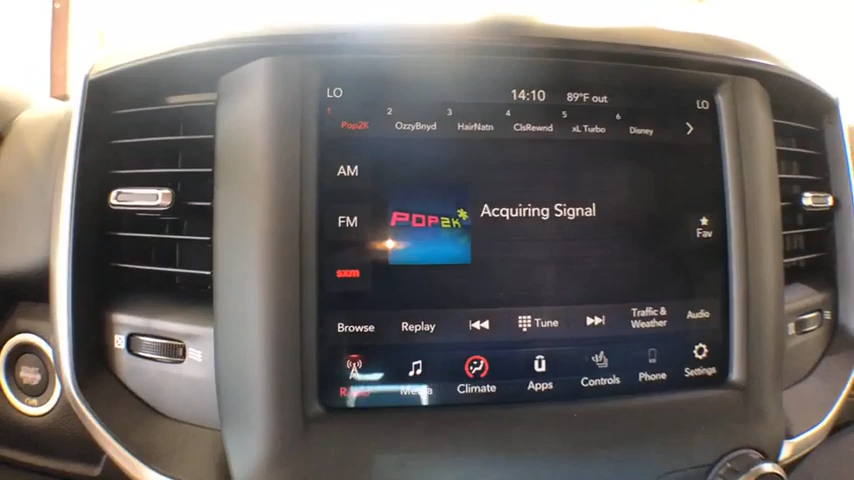 LO
14:10
89°F out
LO
1 Pop2K
2 OzzyBnyd
3 HairNatn
4 ClsRewnd
5 xL Turbo
6 Disney
AM
POP2K
Acquiring Signal
FM
Fav
sxm
Browse
Replay
Tune
Traffic &
Weather
Audio
Radio
Media
Climate
Apps
Controls
Phone
Settings